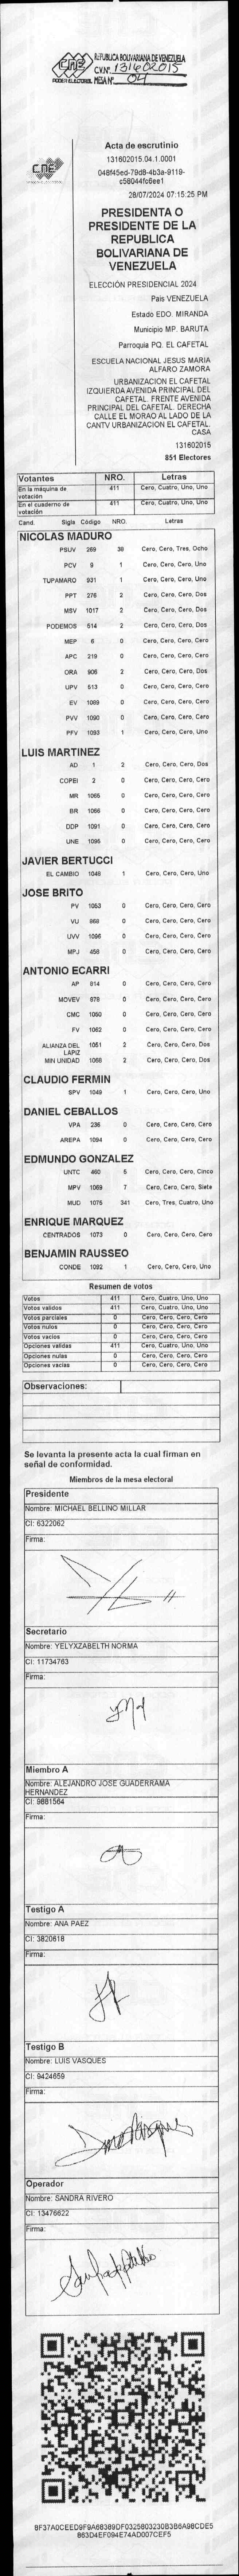 CNE
PODER ELECTORAL
REPUBLICA BOLIVARIANA DE VENEZUELA
C.V.Nº 131602015
MESA Nº 04
CNE
Acta de escrutinio
131602015.04.1.0001
048f45ed-79d8-4b3a-9119-
c58044fc6ee1
28/07/2024 07:15:25 PM
PRESIDENTA O
PRESIDENTE DE LA
REPUBLICA
BOLIVARIANA DE
VENEZUELA
ELECCIÓN PRESIDENCIAL 2024
Pais VENEZUELA
Estado EDO. MIRANDA
Municipio MP. BARUTA
Parroquia PQ. EL CAFETAL
ESCUELA NACIONAL JESUS MARIA
ALFARO ZAMORA
URBANIZACION EL CAFETAL
IZQUIERDA AVENIDA PRINCIPAL DEL
CAFETAL. FRENTE AVENIDA
PRINCIPAL DEL CAFETAL. DERECHA
CALLE EL MORAO AL LADO DE LA
CANTV URBANIZACION EL CAFETAL.
CASA
131602015
851 Electores
Votantes NRO. Letras
En la máquina de votación 411 Cero, Cuatro, Uno, Uno
En el cuaderno de votación 411 Cero, Cuatro, Uno, Uno
Cand. Sigla Código NRO. Letras
NICOLAS MADURO
PSUV 269 38 Cero, Cero, Tres, Ocho
PCV 9 1 Cero, Cero, Cero, Uno
TUPAMARO 931 1 Cero, Cero, Cero, Uno
PPT 276 2 Cero, Cero, Cero, Dos
MSV 1017 2 Cero, Cero, Cero, Dos
PODEMOS 514 2 Cero, Cero, Cero, Dos
MEP 6 0 Cero, Cero, Cero, Cero
APC 219 0 Cero, Cero, Cero, Cero
ORA 906 2 Cero, Cero, Cero, Dos
UPV 513 0 Cero, Cero, Cero, Cero
EV 1089 0 Cero, Cero, Cero, Cero
PVV 1090 0 Cero, Cero, Cero, Cero
PFV 1093 1 Cero, Cero, Cero, Uno
LUIS MARTINEZ
AD 1 2 Cero, Cero, Cero, Dos
COPEI 2 0 Cero, Cero, Cero, Cero
MR 1065 0 Cero, Cero, Cero, Cero
BR 1066 0 Cero, Cero, Cero, Cero
DDP 1091 0 Cero, Cero, Cero, Cero
UNE 1095 0 Cero, Cero, Cero, Cero
JAVIER BERTUCCI
EL CAMBIO 1048 1 Cero, Cero, Cero, Uno
JOSE BRITO
PV 1053 0 Cero, Cero, Cero, Cero
VU 868 0 Cero, Cero, Cero, Cero
UVV 1096 0 Cero, Cero, Cero, Cero
MPJ 458 0 Cero, Cero, Cero, Cero
ANTONIO ECARRI
AP 814 0 Cero, Cero, Cero, Cero
MOVEV 978 0 Cero, Cero, Cero, Cero
CMC 1050 0 Cero, Cero, Cero, Cero
FV 1062 0 Cero, Cero, Cero, Cero
ALIANZA DEL LAPIZ 1051 2 Cero, Cero, Cero, Dos
MIN UNIDAD 1068 2 Cero, Cero, Cero, Dos
CLAUDIO FERMIN
SPV 1049 1 Cero, Cero, Cero, Uno
DANIEL CEBALLOS
VPA 236 0 Cero, Cero, Cero, Cero
AREPA 1094 0 Cero, Cero, Cero, Cero
EDMUNDO GONZALEZ
UNTC 460 5 Cero, Cero, Cero, Cinco
MPV 1069 7 Cero, Cero, Cero, Siete
MUD 1075 341 Cero, Tres, Cuatro, Uno
ENRIQUE MARQUEZ
CENTRADOS 1073 0 Cero, Cero, Cero, Cero
BENJAMIN RAUSSEO
CONDE 1092 1 Cero, Cero, Cero, Uno
Resumen de votos
Votos 411 Cero, Cuatro, Uno, Uno
Votos validos 411 Cero, Cuatro, Uno, Uno
Votos parciales 0 Cero, Cero, Cero, Cero
Votos nulos 0 Cero, Cero, Cero, Cero
Votos vacios 0 Cero, Cero, Cero, Cero
Opciones validas 411 Cero, Cuatro, Uno, Uno
Opciones nulas 0 Cero, Cero, Cero, Cero
Opciones vacias 0 Cero, Cero, Cero, Cero
Observaciones:
Se levanta la presente acta la cual firman en
señal de conformidad.
Miembros de la mesa electoral
Presidente
Nombre: MICHAEL BELLINO MILLAR
CI: 6322062
Firma:
Secretario
Nombre: YELYXZABELTH NORMA
CI: 11734763
Firma:
Miembro A
Nombre: ALEJANDRO JOSE GUADERRAMA
HERNANDEZ
CI: 9881564
Firma:
Testigo A
Nombre: ANA PAEZ
CI: 3820618
Firma:
Testigo B
Nombre: LUIS VASQUES
CI: 9424659
Firma:
Operador
Nombre: SANDRA RIVERO
CI: 13476622
Firma:
8F37A0CEED9F9A68389DF0325803230B3B6A98CDE5
863D4EF094E74AD007CEF5